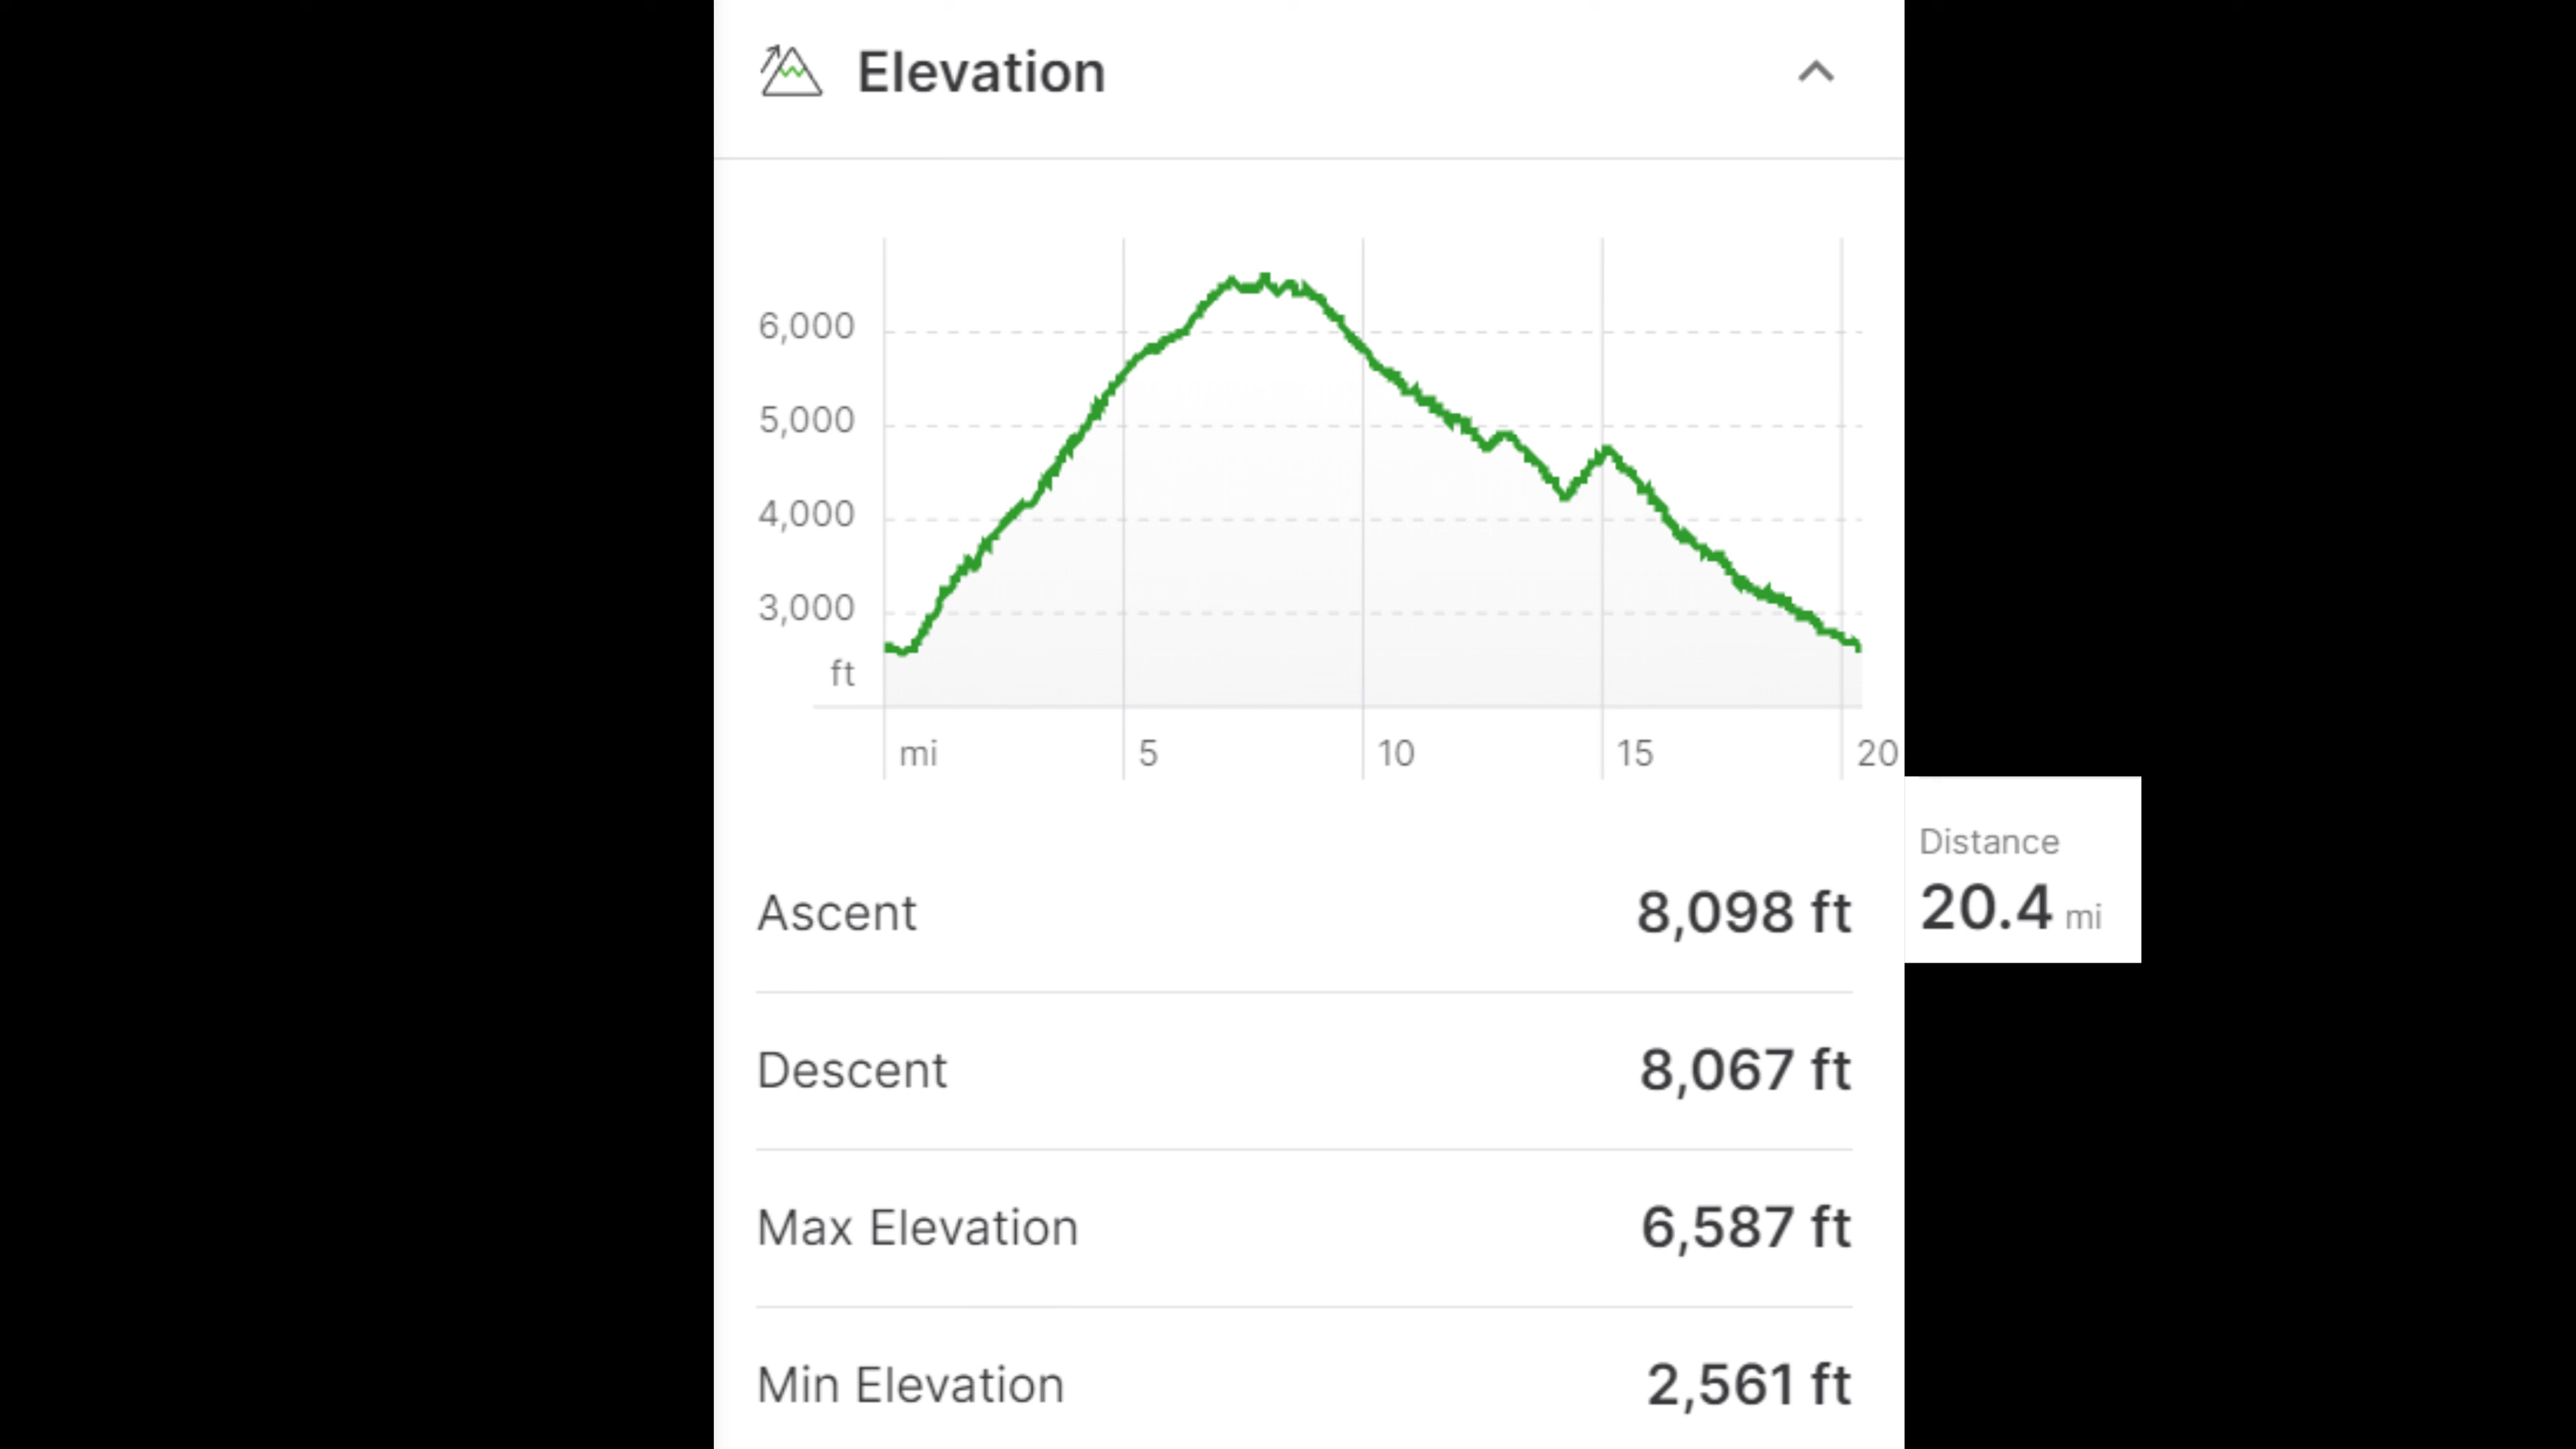 Elevation
6,000
5,000
4,000
3,000
ft
mi 5 10 15 20
Distance
20.4 mi
Ascent 8,098 ft
Descent 8,067 ft
Max Elevation 6,587 ft
Min Elevation 2,561 ft